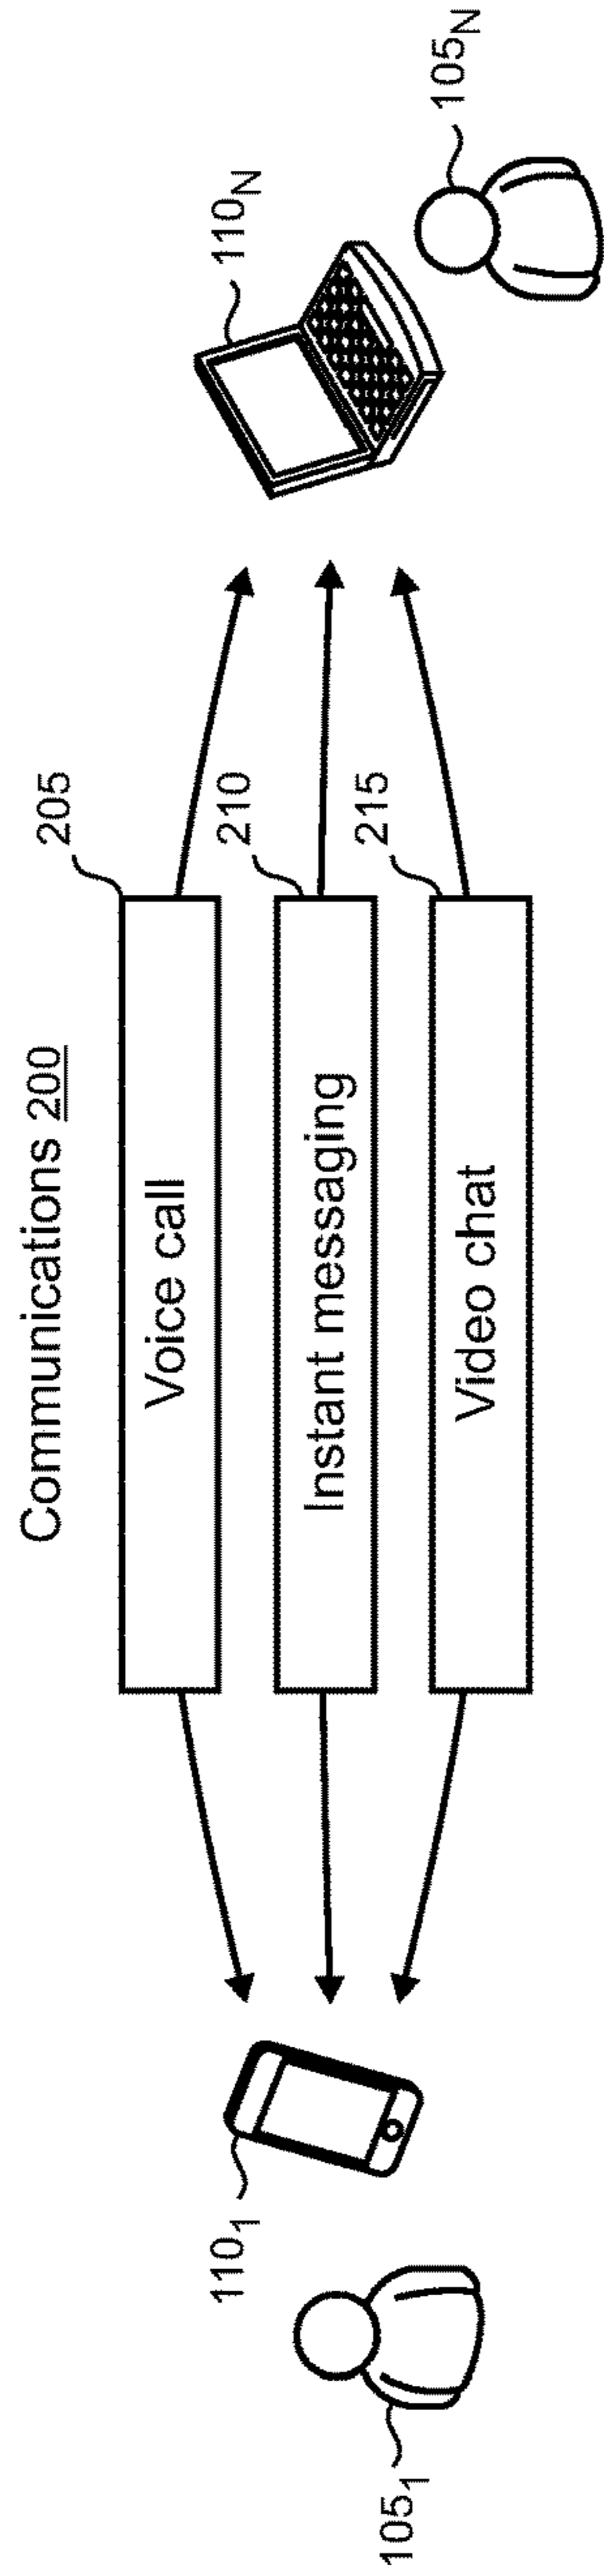 Communications 200
205
Voice call
210
Instant messaging
215
Video chat
110₁
105₁
110N
105N